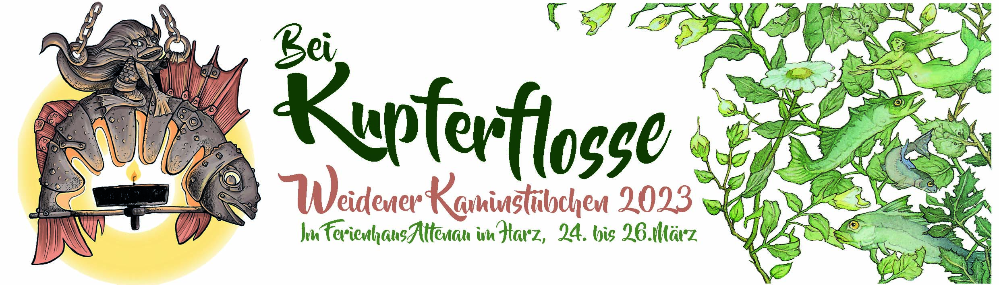 Bei
Kupferflosse
Weidener Kaminstübchen 2023
Im Ferienhaus Altenau im Harz, 24. bis 26. März